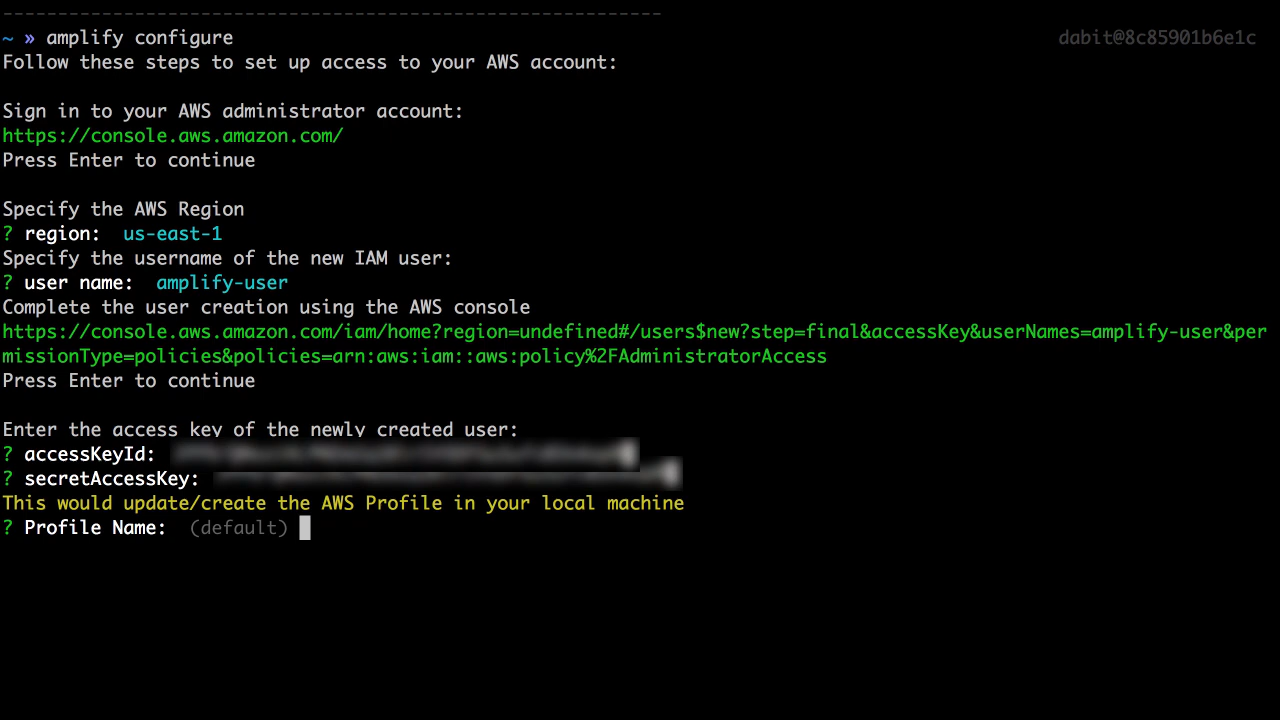 ------------------------------------------------------------
~ » amplify configure
dabit@8c85901b6e1c
Follow these steps to set up access to your AWS account:
Sign in to your AWS administrator account:
https://console.aws.amazon.com/
Press Enter to continue
Specify the AWS Region
? region:  us-east-1
Specify the username of the new IAM user:
? user name:  amplify-user
Complete the user creation using the AWS console
https://console.aws.amazon.com/iam/home?region=undefined#/users$new?step=final&accessKey&userNames=amplify-user&per
missionType=policies&policies=arn:aws:iam::aws:policy%2FAdministratorAccess
Press Enter to continue
Enter the access key of the newly created user:
? accessKeyId:
? secretAccessKey:
This would update/create the AWS Profile in your local machine
? Profile Name:  (default)